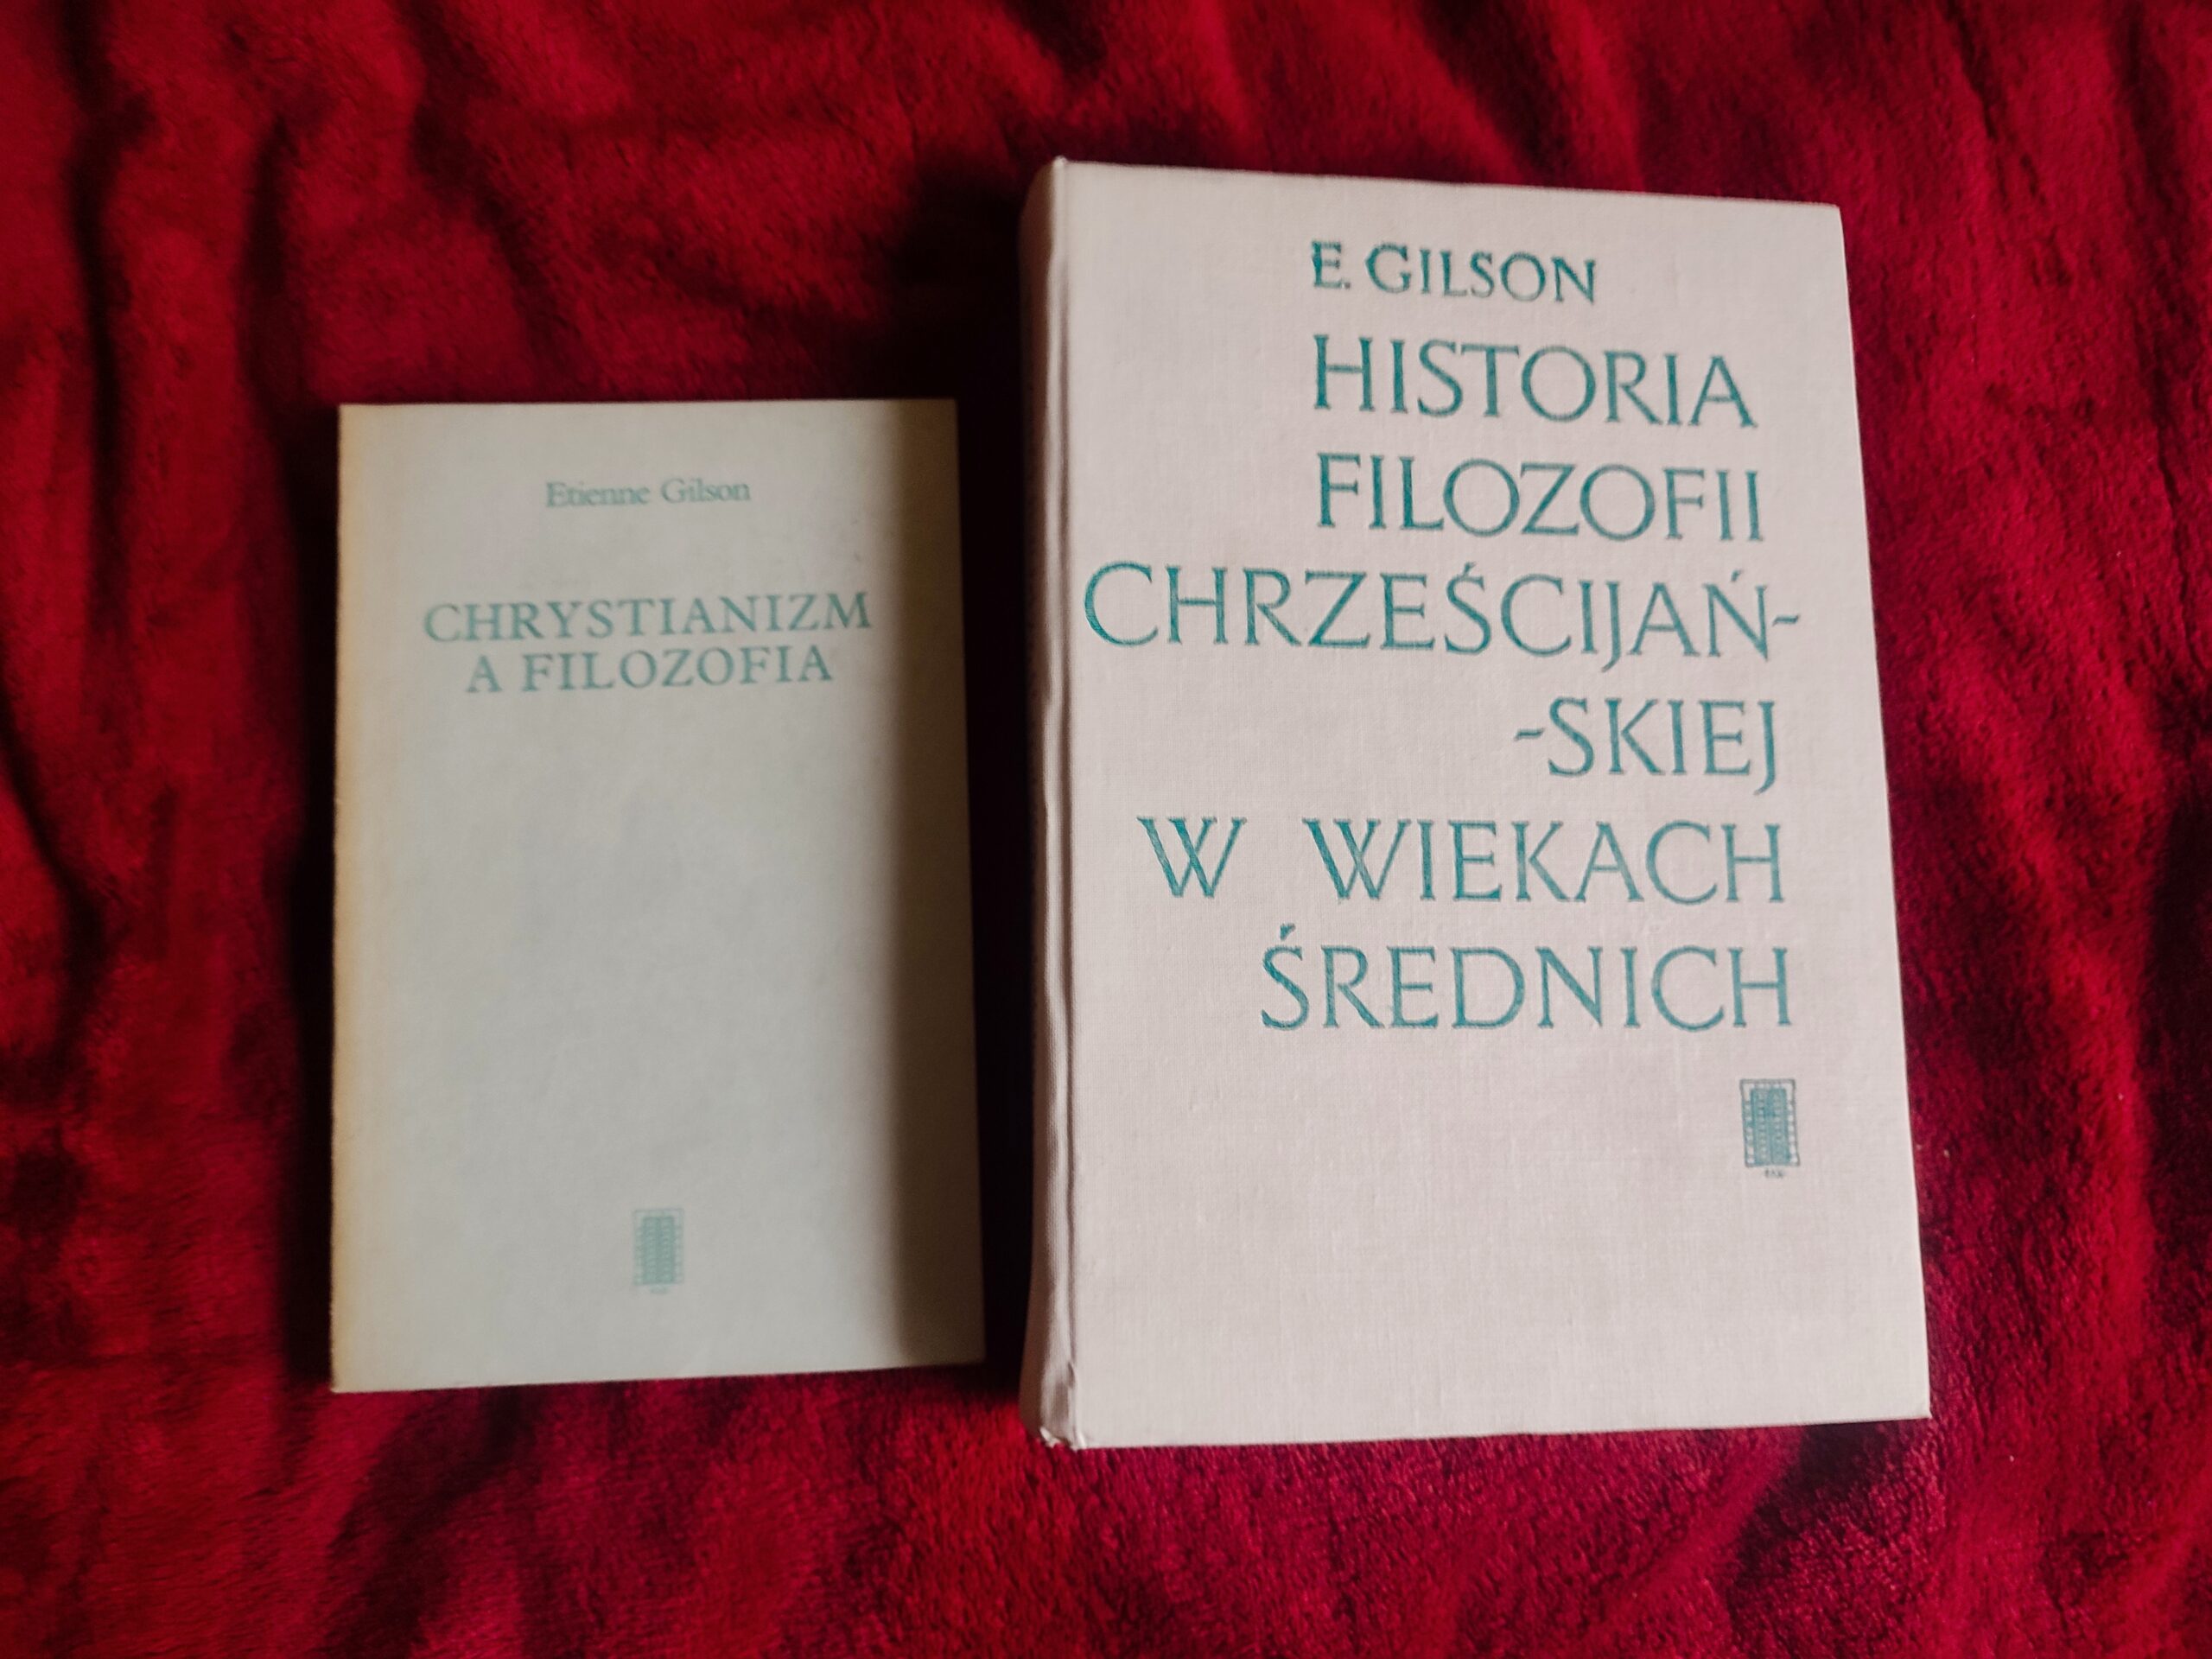 Etienne Gilson
CHRYSTIANIZM
A FILOZOFIA
E. GILSON
HISTORIA
FILOZOFII
CHRZEŚCIJAŃ-
-SKIEJ
W WIEKACH
ŚREDNICH